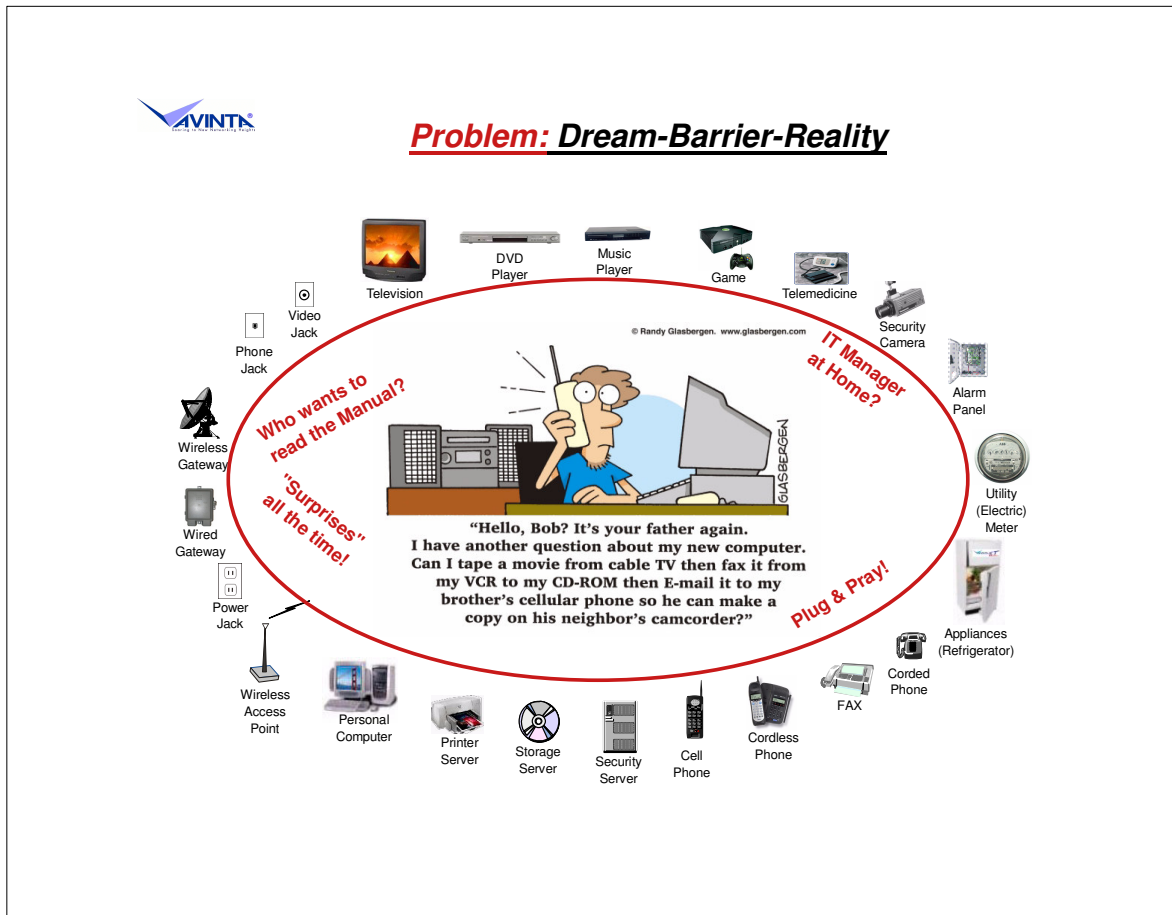 AVINTA®
Soaring to New Networking Heights
Problem: Dream-Barrier-Reality
Television
DVD
Player
Music
Player
Game
Telemedicine
Security
Camera
Alarm
Panel
Utility
(Electric)
Meter
Appliances
(Refrigerator)
Corded
Phone
FAX
Cordless
Phone
Cell
Phone
Security
Server
Storage
Server
Printer
Server
Personal
Computer
Wireless
Access
Point
Power
Jack
Wired
Gateway
Wireless
Gateway
Phone
Jack
Video
Jack
© Randy Glasbergen. www.glasbergen.com
IT Manager
at Home?
Who wants to
read the Manual?
"Surprises"
all the time!
Plug & Pray!
GLASBERGEN
“Hello, Bob? It’s your father again.
I have another question about my new computer.
Can I tape a movie from cable TV then fax it from
my VCR to my CD-ROM then E-mail it to my
brother’s cellular phone so he can make a
copy on his neighbor’s camcorder?”